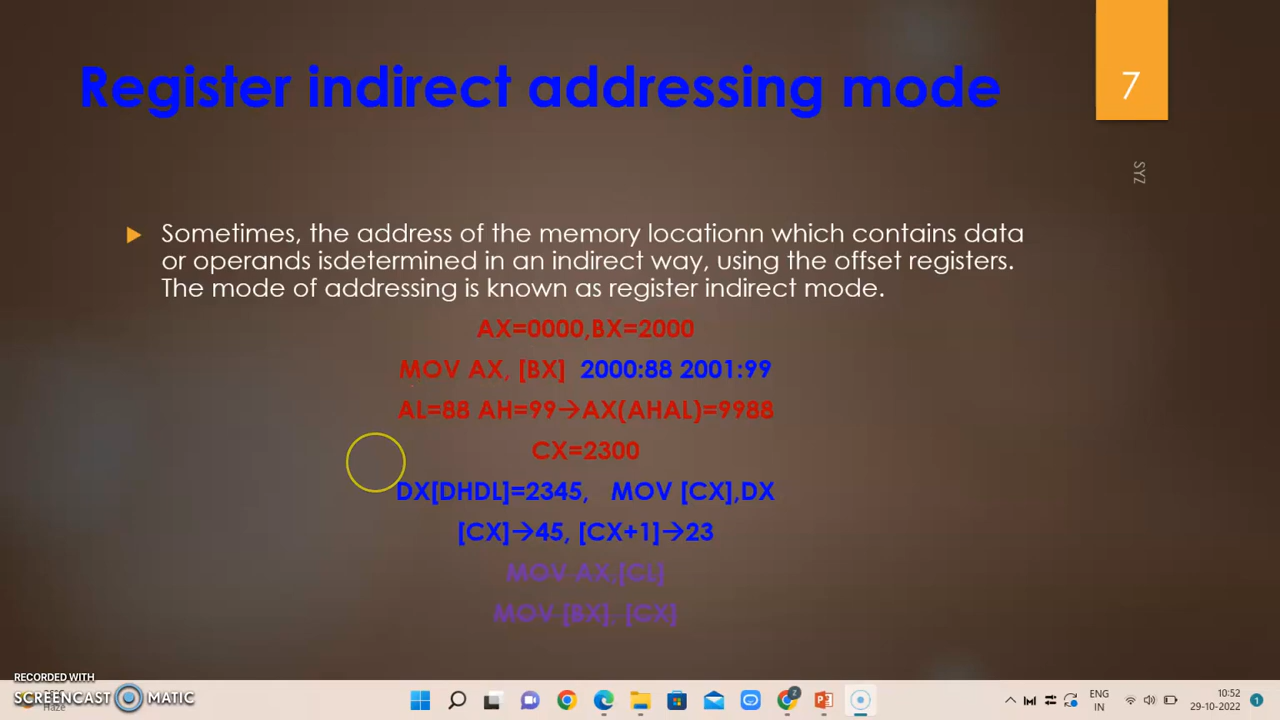 Register indirect addressing mode
7
SYZ
Sometimes, the address of the memory locationn which contains data
or operands isdetermined in an indirect way, using the offset registers.
The mode of addressing is known as register indirect mode.
AX=0000,BX=2000
MOV AX, [BX] 2000:88 2001:99
AL=88 AH=99→AX(AHAL)=9988
CX=2300
DX[DHDL]=2345, MOV [CX],DX
[CX]→45, [CX+1]→23
MOV AX,[CL]
MOV [BX], [CX]
RECORDED WITH
SCREENCAST MATIC
Haze
ENG
IN
10:52
29-10-2022
1